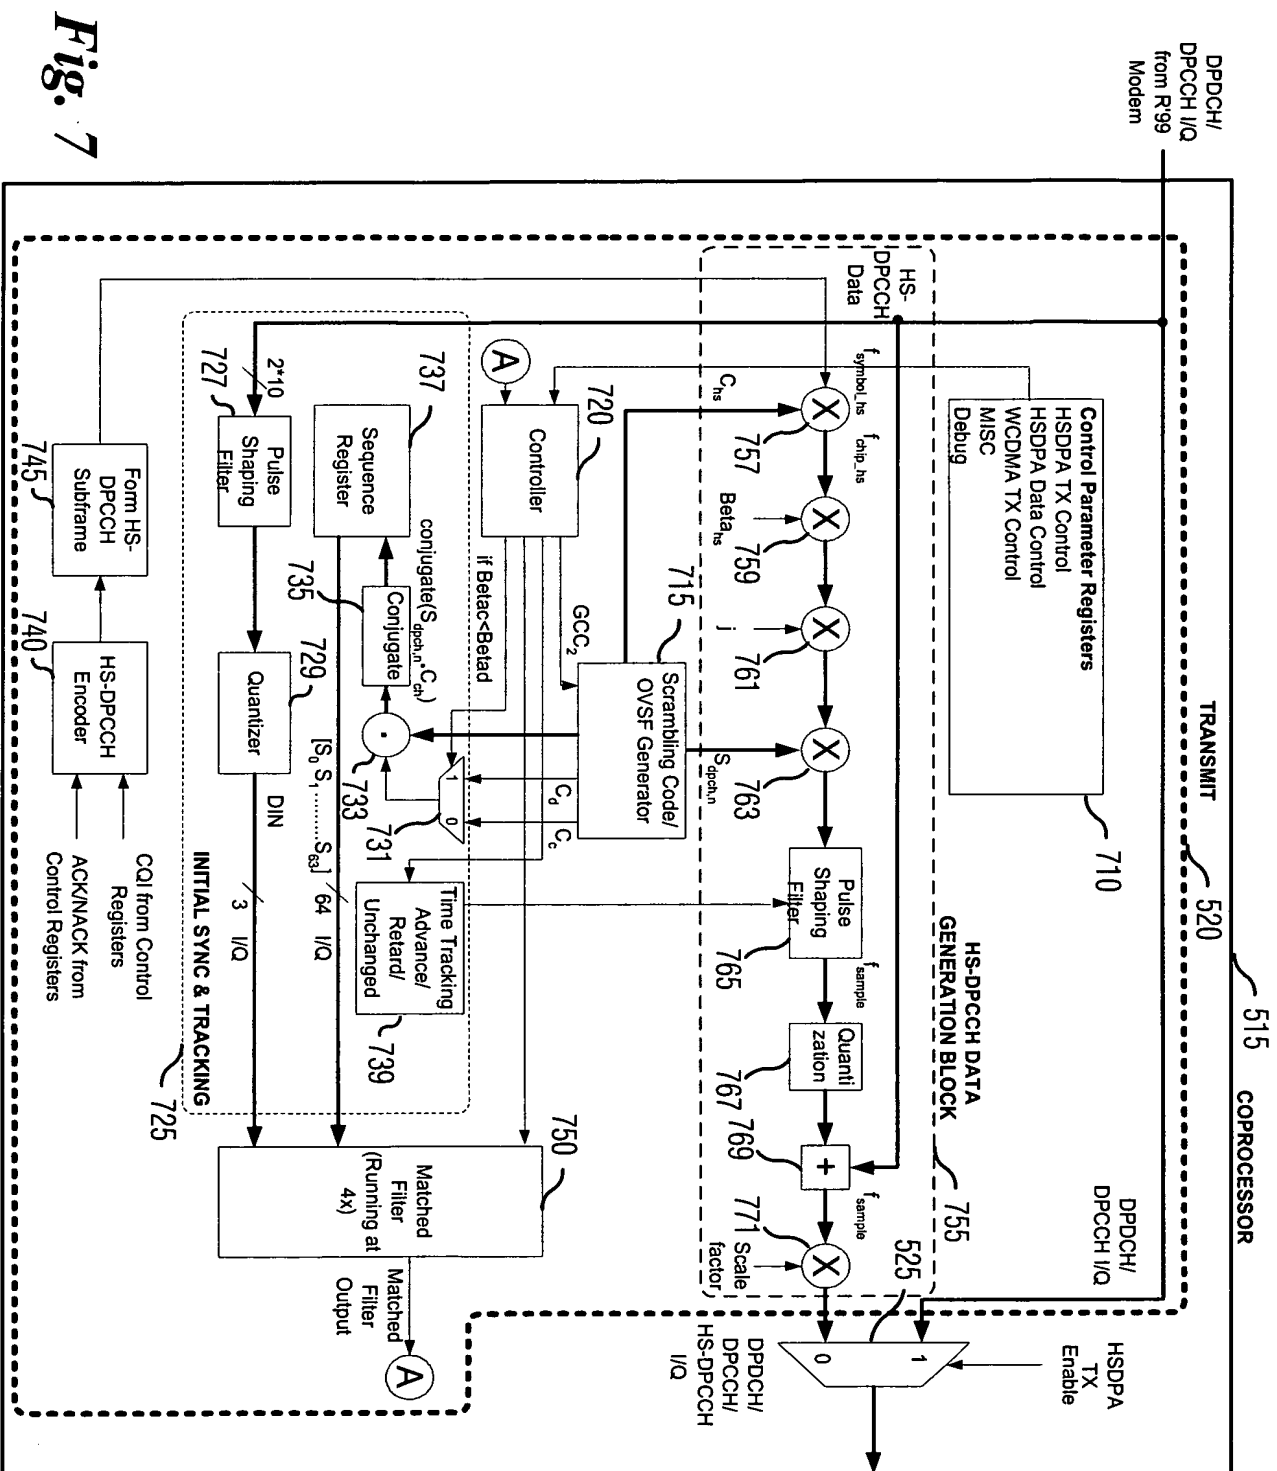 Fig. 7
DPDCH/
DPCCH I/Q
from R'99
Modem
515
COPROCESSOR
TRANSMIT
520
Control Parameter Registers
HSDPA TX Control
HSDPA Data Control
WCDMA TX Control
MISC
Debug
710
HS-DPCCH DATA
GENERATION BLOCK
755
DPDCH/
DPCCH I/Q
HSDPA
TX
Enable
HS-
DPCCH
Data
f_symbol_hs
757
f_chip_hs
C_hs
X
Beta_hs
X
759
j
X
761
X
763
S_dpch,n
Pulse
Shaping
Filter
765
f_sample
Quanti
zation
767
+
769
f_sample
X
771
Scale
factor
525
1
0
DPDCH/
DPCCH/
HS-DPCCH
I/Q
715
Scrambling Code/
OVSF Generator
GCC_2
720
Controller
A
if Betac<Betad
C_d
C_c
1
0
731
733
conjugate(S_dpch,n•C_ch)
Conjugate
735
737
Sequence
Register
[S_0 S_1.........S_63]
64
I/Q
Time Tracking
Advance/
Retard/
Unchanged
739
2*10
727
Pulse
Shaping
Filter
729
Quantizer
DIN
3
I/Q
INITIAL SYNC & TRACKING
725
750
Matched
Filter
(Running at
4x)
Matched
Filter
Output
A
745
Form HS-
DPCCH
Subframe
740
HS-DPCCH
Encoder
CQI from Control
Registers
ACK/NACK from
Control Registers